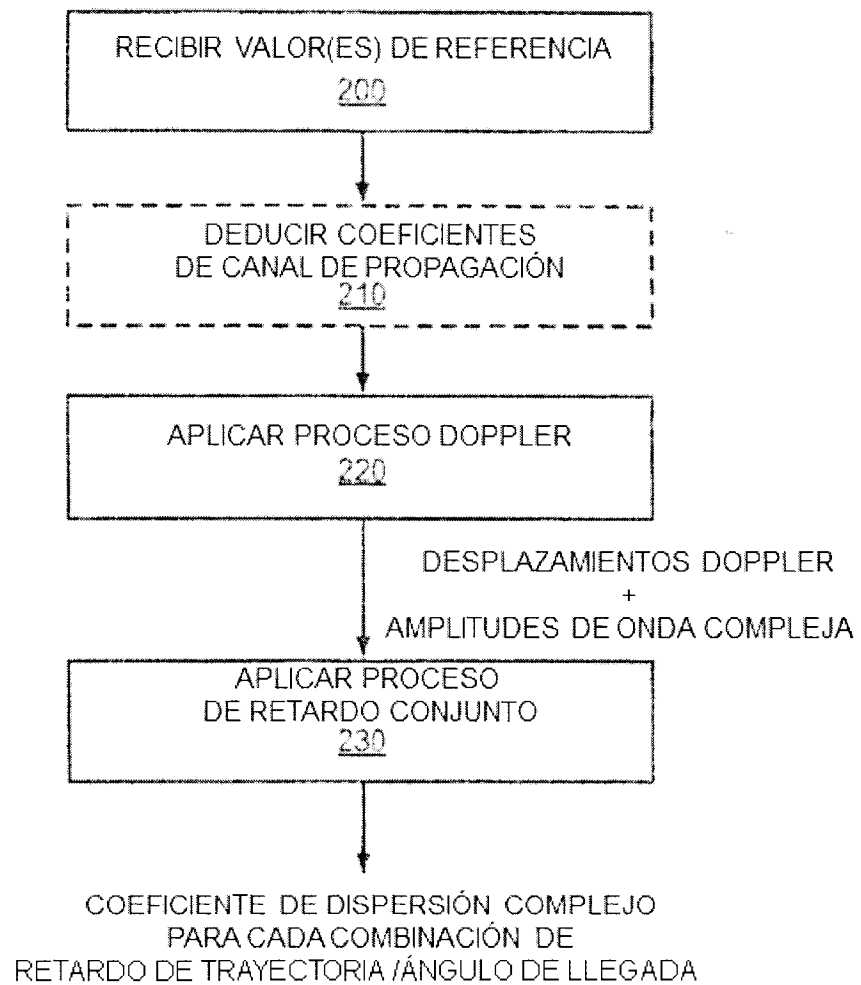 RECIBIR VALOR(ES) DE REFERENCIA
200
DEDUCIR COEFICIENTES
DE CANAL DE PROPAGACIÓN
210
APLICAR PROCESO DOPPLER
220
DESPLAZAMIENTOS DOPPLER
+
AMPLITUDES DE ONDA COMPLEJA
APLICAR PROCESO
DE RETARDO CONJUNTO
230
COEFICIENTE DE DISPERSIÓN COMPLEJO
PARA CADA COMBINACIÓN DE
RETARDO DE TRAYECTORIA /ÁNGULO DE LLEGADA